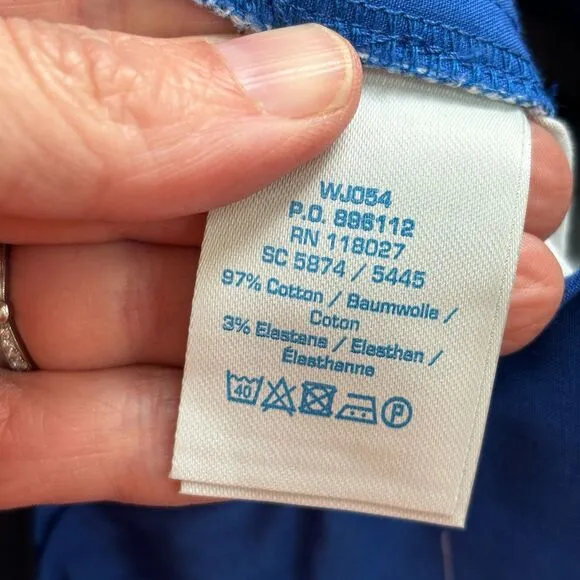 WJ054
P.O. 896112
RN 118027
SC 5874 / 5445
97% Cotton / Baumwolle /
Coton
3% Elastane / Elasthan /
Élasthanne
40 P